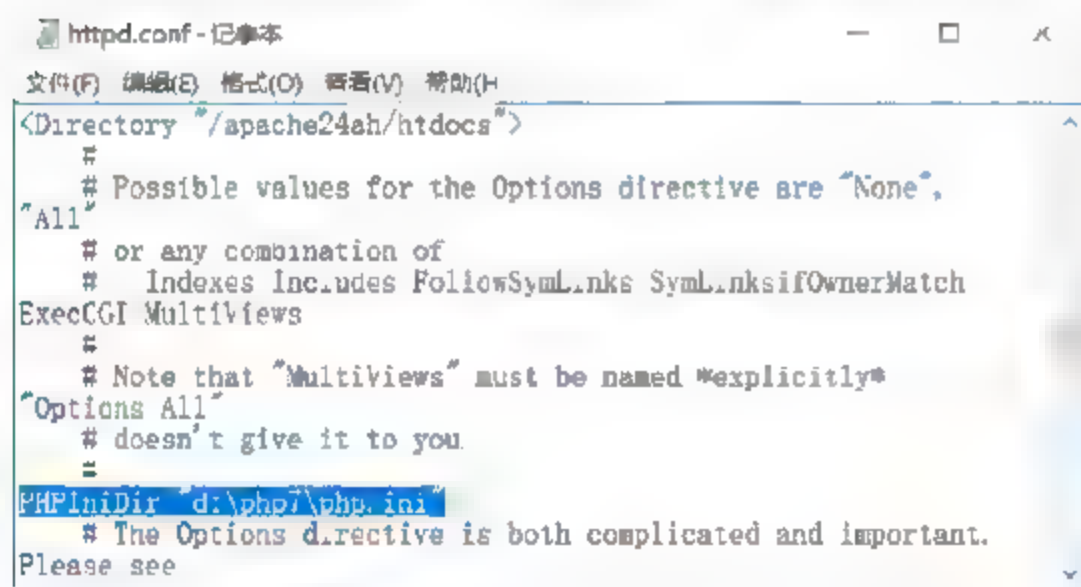 httpd.conf - 记事本
文件(F) 编辑(E) 格式(O) 查看(V) 帮助(H
<Directory "/apache24ah/htdocs">
#
# Possible values for the Options directive are "None",
"All"
# or any combination of
# Indexes Includes FollowSymLinks SymLinksifOwnerMatch
ExecCGI MultiViews
#
# Note that "MultiViews" must be named *explicitly*
"Options All"
# doesn't give it to you.
#
PHPIniDir "d:\php7\php.ini"
# The Options directive is both complicated and important.
Please see